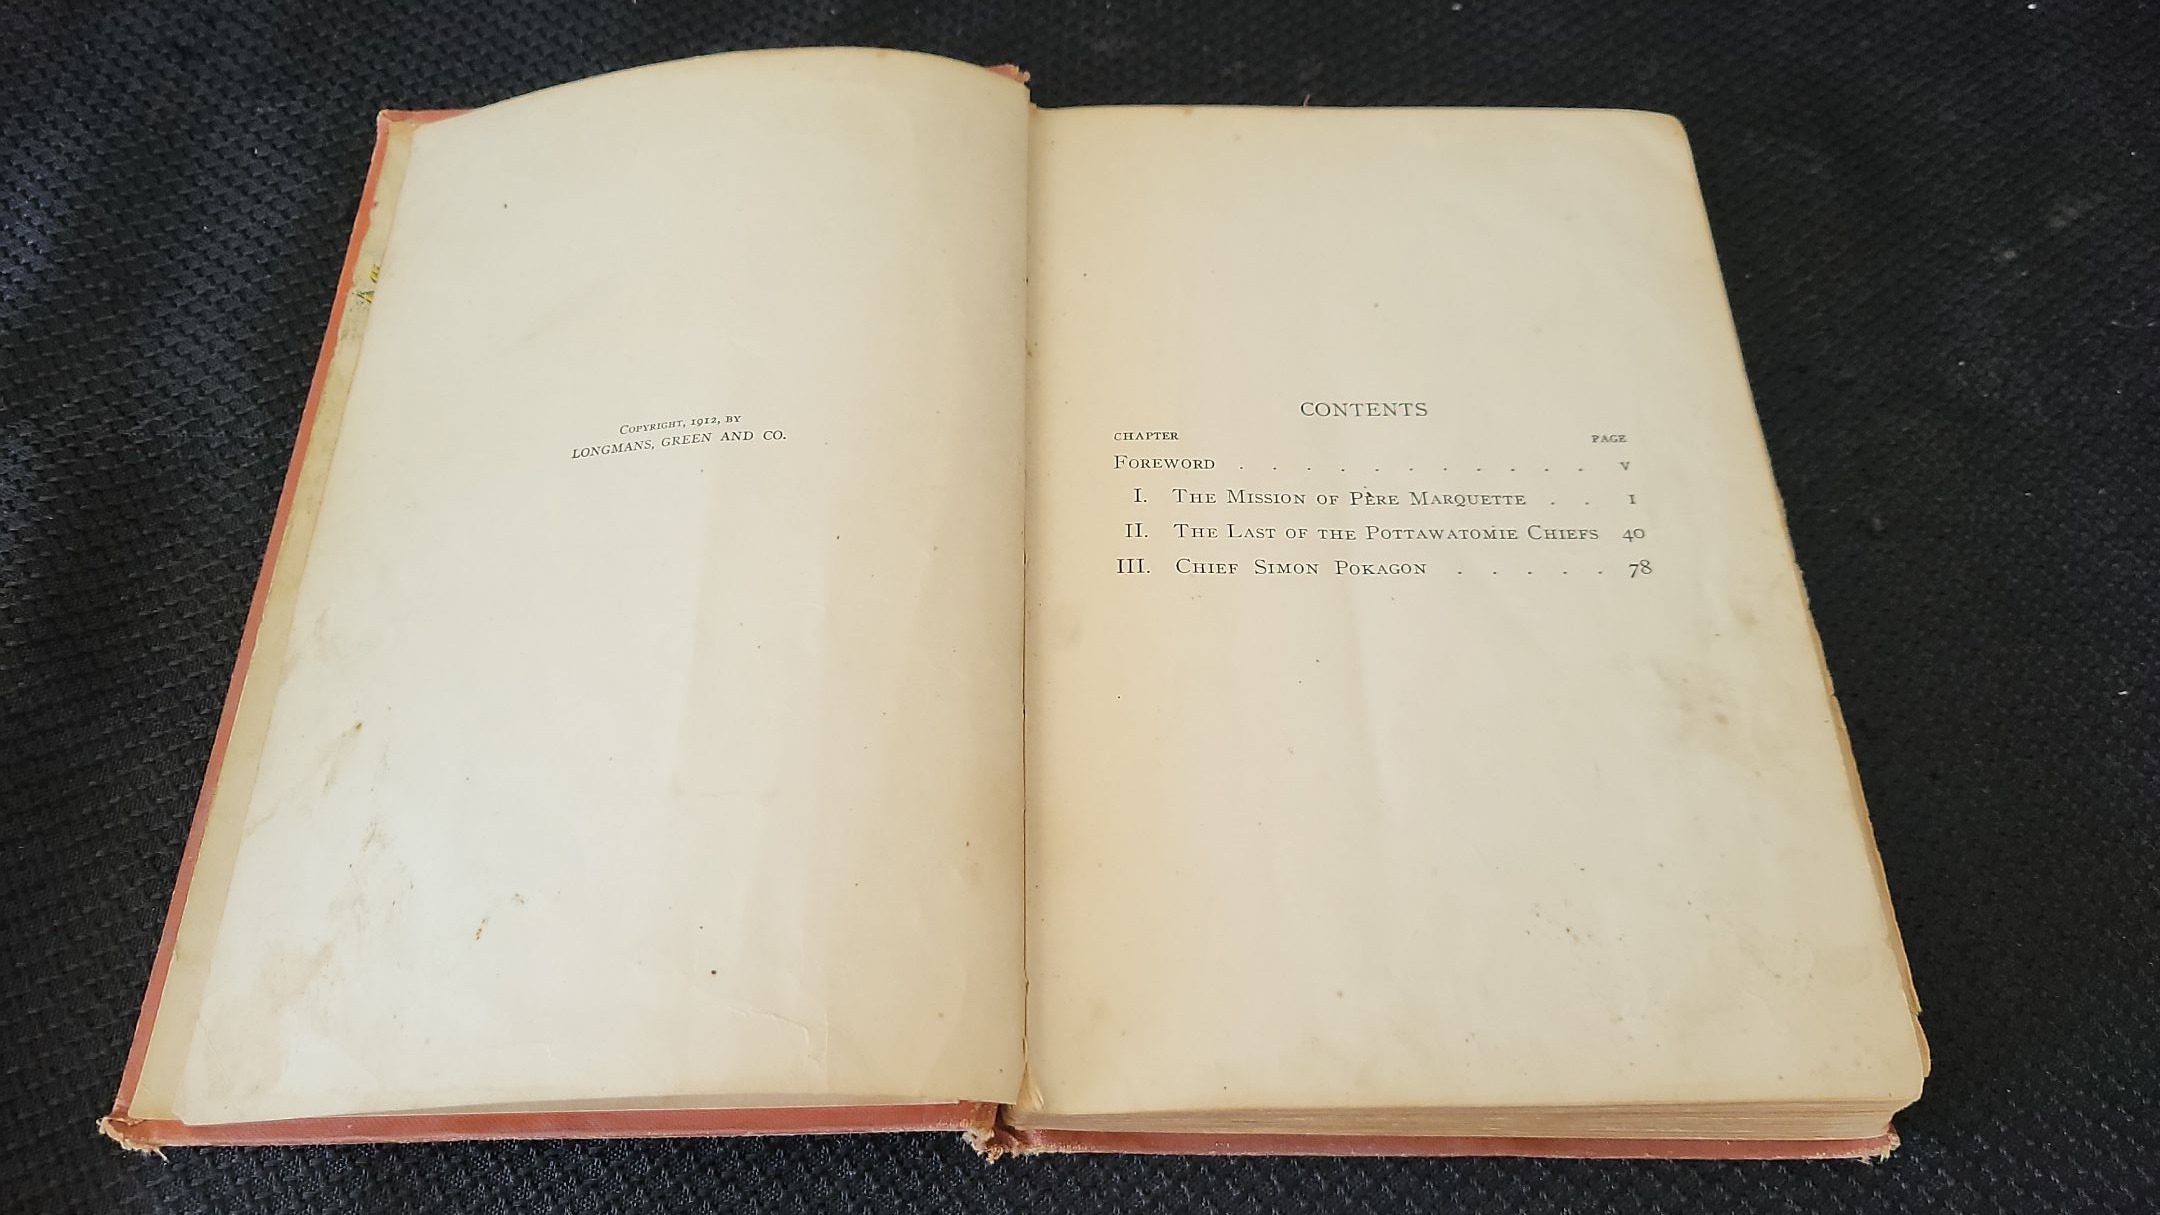 COPYRIGHT, 1912, BY
LONGMANS, GREEN AND CO.
CONTENTS
CHAPTER PAGE
FOREWORD . . . . . . . . . . . . V
I. THE MISSION OF PÈRE MARQUETTE . . 1
II. THE LAST OF THE POTTAWATOMIE CHIEFS 40
III. CHIEF SIMON POKAGON . . . . . 78